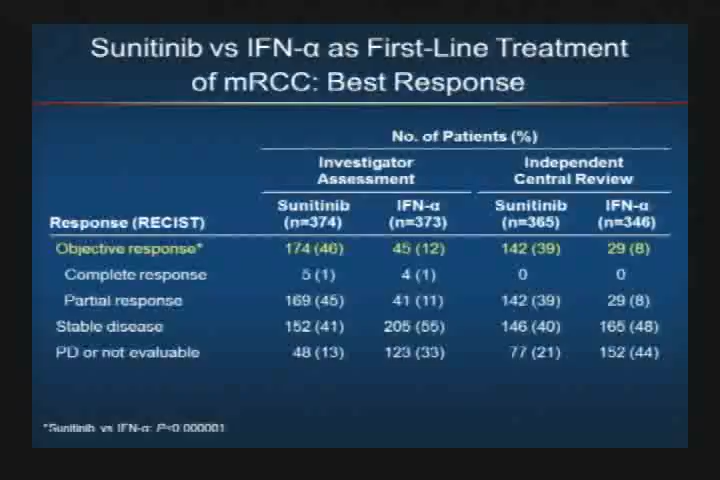 Sunitinib vs IFN-α as First-Line Treatment
of mRCC: Best Response
No. of Patients (%)
Investigator Assessment
Independent Central Review
Response (RECIST) Sunitinib (n=374) IFN-α (n=373) Sunitinib (n=365) IFN-α (n=346)
Objective response* 174 (46) 45 (12) 142 (39) 29 (8)
Complete response 5 (1) 4 (1) 0 0
Partial response 169 (45) 41 (11) 142 (39) 29 (8)
Stable disease 152 (41) 205 (55) 146 (40) 165 (48)
PD or not evaluable 48 (13) 123 (33) 77 (21) 152 (44)
*Sunitinib vs IFN-α: P<0.000001